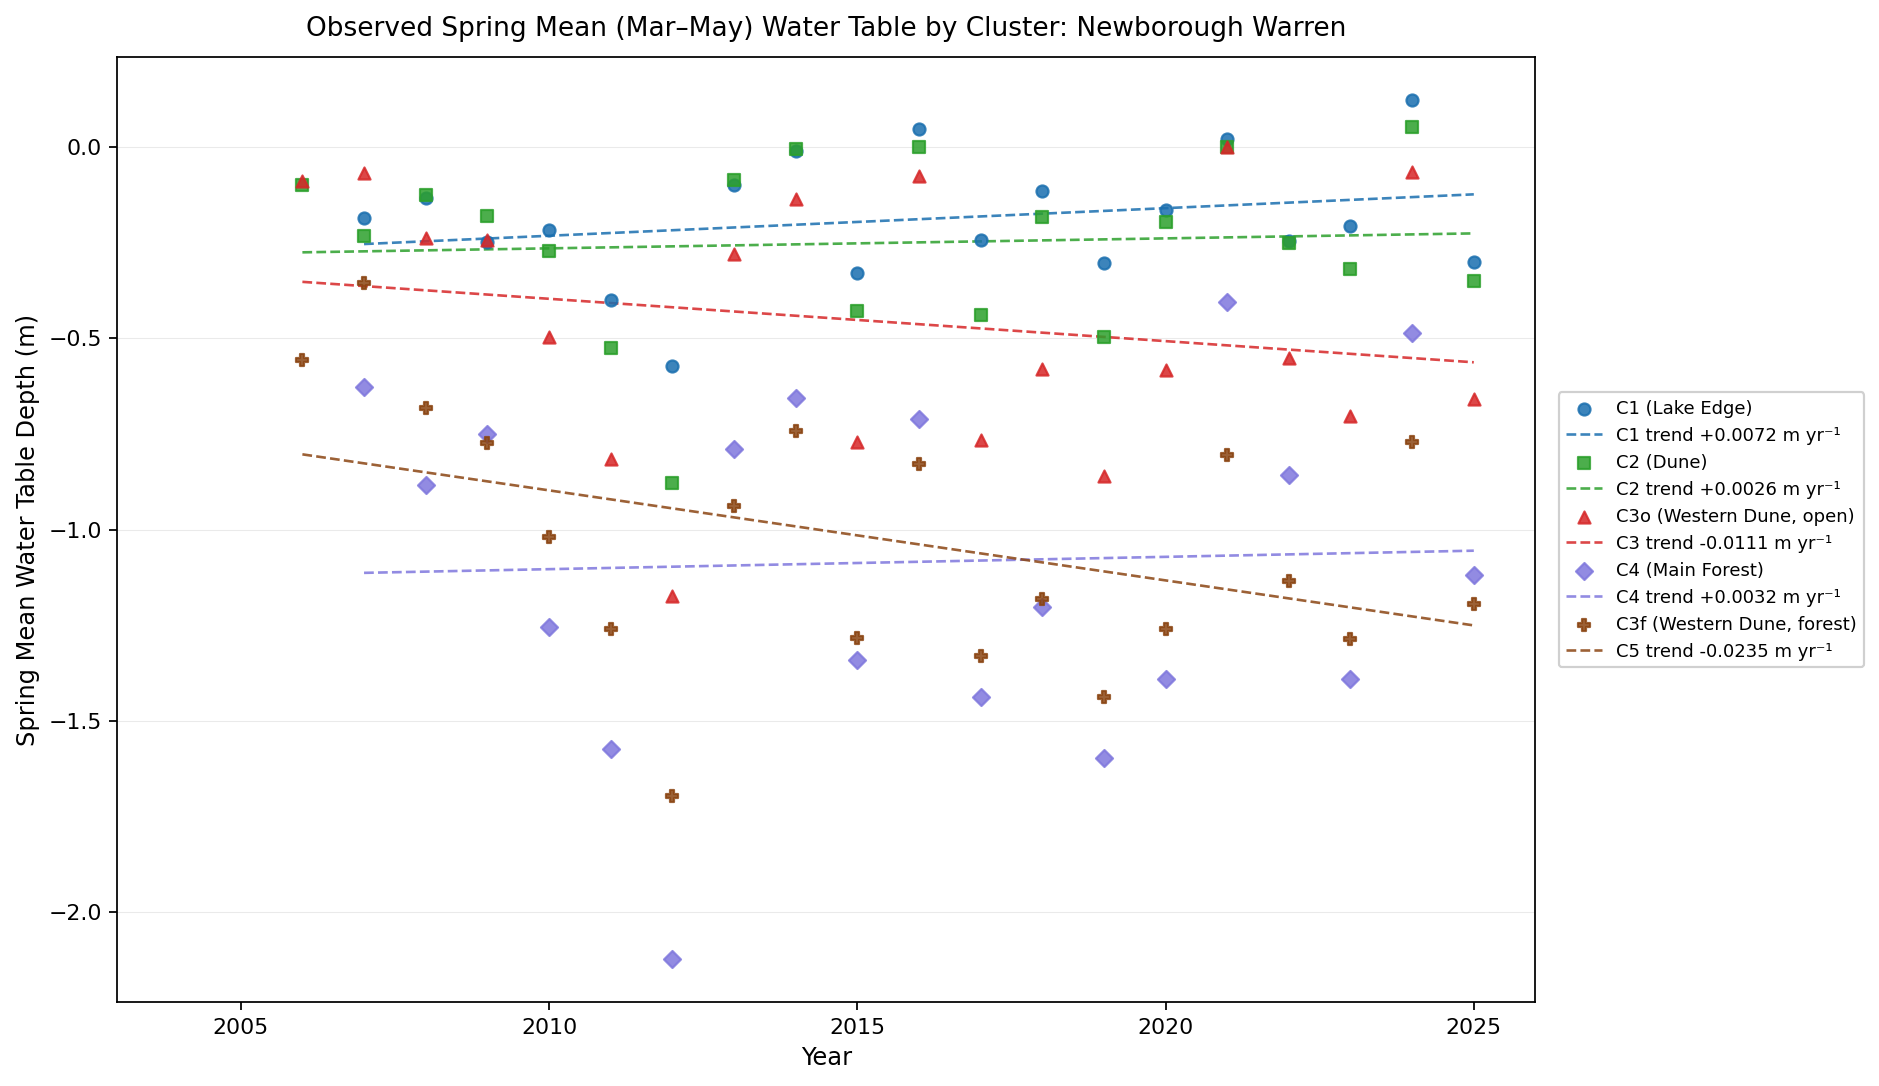 Observed Spring Mean (Mar–May) Water Table by Cluster: Newborough Warren
Spring Mean Water Table Depth (m)
0.0
−0.5
−1.0
−1.5
−2.0
2005
2010
2015
2020
2025
Year
C1 (Lake Edge)
C1 trend +0.0072 m yr⁻¹
C2 (Dune)
C2 trend +0.0026 m yr⁻¹
C3o (Western Dune, open)
C3 trend -0.0111 m yr⁻¹
C4 (Main Forest)
C4 trend +0.0032 m yr⁻¹
C3f (Western Dune, forest)
C5 trend -0.0235 m yr⁻¹